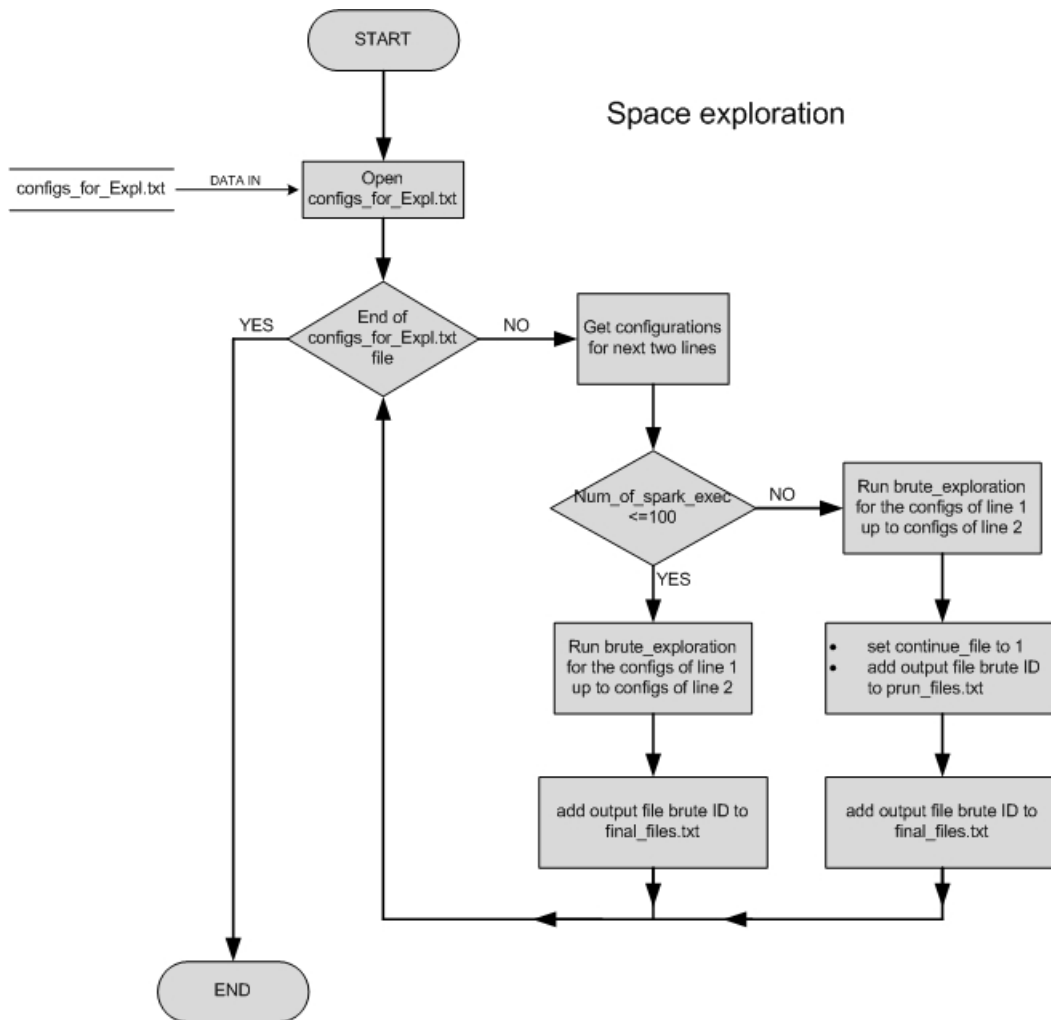 START
Space exploration
configs_for_Expl.txt
DATA IN
Open
configs_for_Expl.txt
End of
configs_for_Expl.txt
file
YES
NO
Get configurations
for next two lines
Num_of_spark_exec
<=100
NO
YES
Run brute_exploration
for the configs of line 1
up to configs of line 2
Run brute_exploration
for the configs of line 1
up to configs of line 2
• set continue_file to 1
• add output file brute ID
to prun_files.txt
add output file brute ID to
final_files.txt
add output file brute ID to
final_files.txt
END